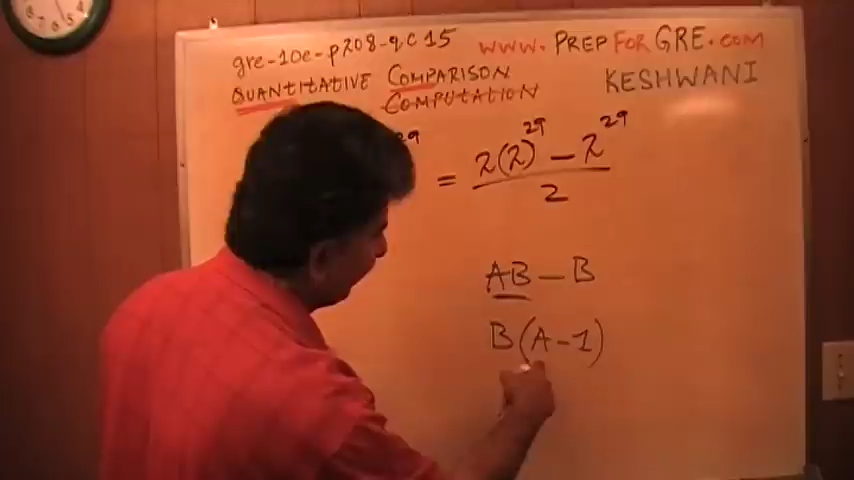 gre-10e-p208-qc15
www.PREPFORGRE.com
QUANTITATIVE COMPARISON
KESHWANI
COMPUTATION
29
= 2(2)^29 - 2^29
2
AB - B
B(A-1)